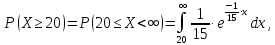 P(X≥20)=P(20≤X<∞)=∫₂₀^∞ 1/15·e^(-1/15·x) dx,